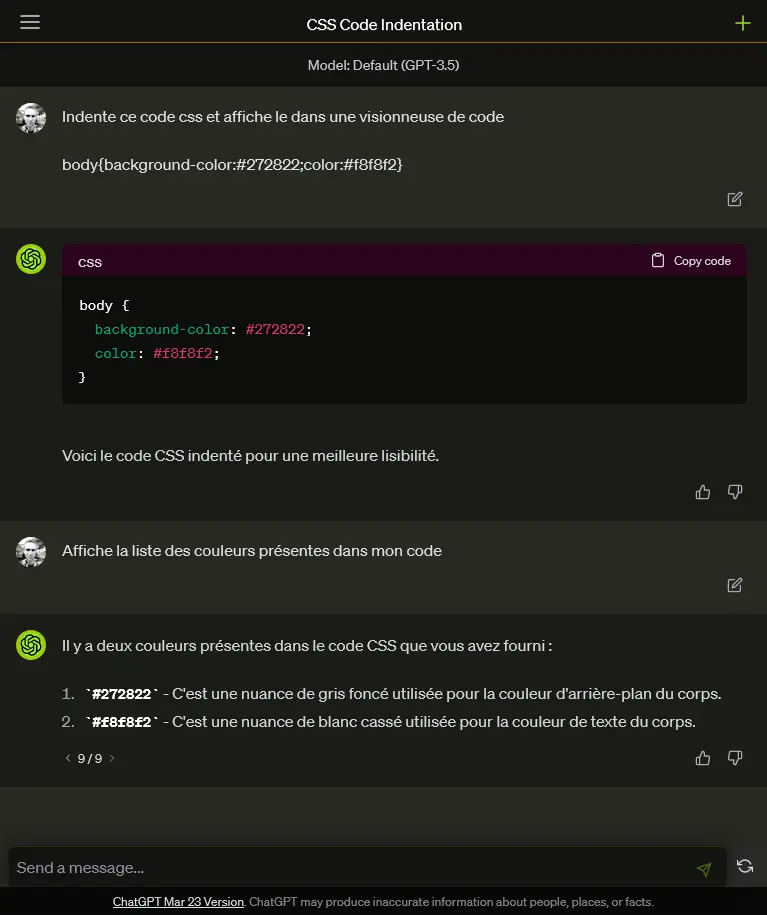 CSS Code Indentation
Model: Default (GPT-3.5)
Indente ce code css et affiche le dans une visionneuse de code
body{background-color:#272822;color:#f8f8f2}
css
Copy code
body {
  background-color: #272822;
  color: #f8f8f2;
}
Voici le code CSS indenté pour une meilleure lisibilité.
Affiche la liste des couleurs présentes dans mon code
Il y a deux couleurs présentes dans le code CSS que vous avez fourni :
1. `#272822` - C'est une nuance de gris foncé utilisée pour la couleur d'arrière-plan du corps.
2. `#f8f8f2` - C'est une nuance de blanc cassé utilisée pour la couleur de texte du corps.
< 9 / 9 >
Send a message...
ChatGPT Mar 23 Version. ChatGPT may produce inaccurate information about people, places, or facts.